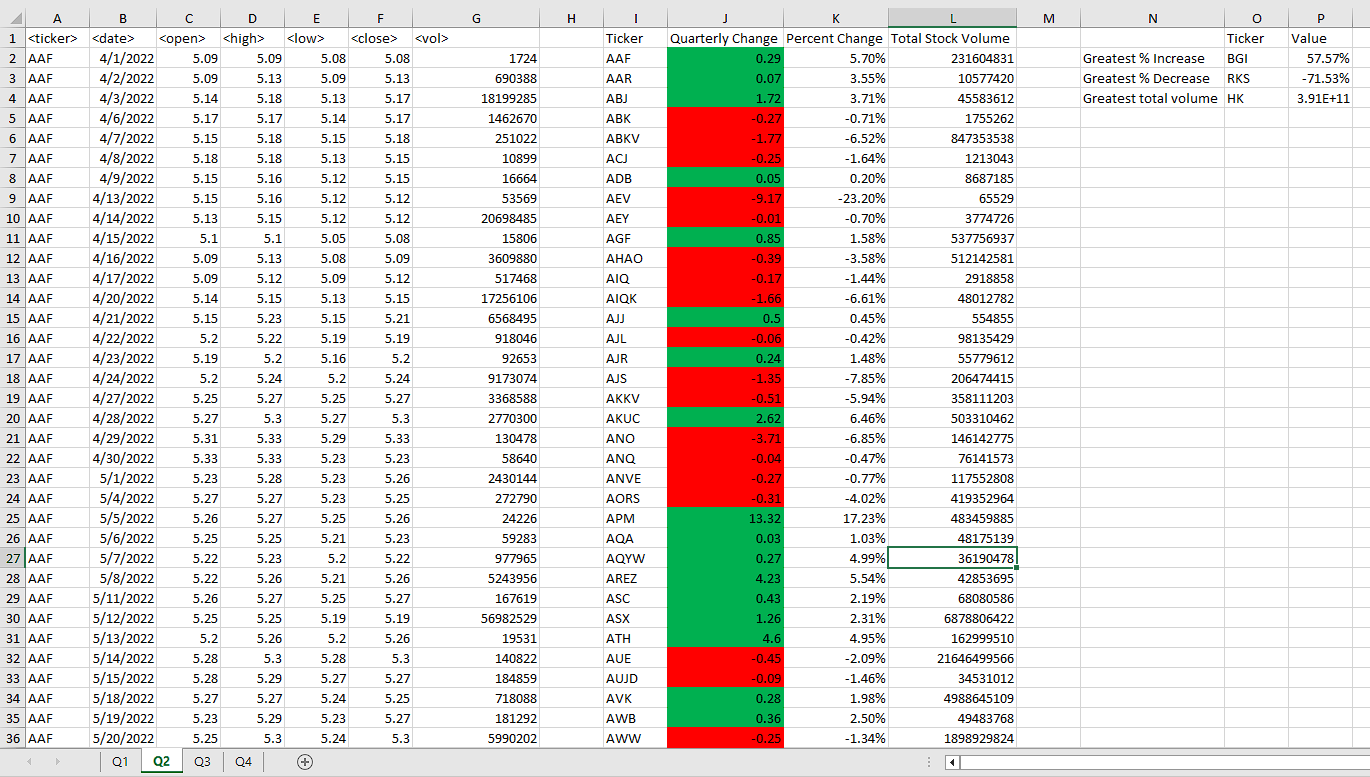 A B C D E F G H I J K L M N O P
1 <ticker> <date> <open> <high> <low> <close> <vol> Ticker Quarterly Change Percent Change Total Stock Volume Ticker Value
2 AAF 4/1/2022 5.09 5.09 5.08 5.08 1724 AAF 0.29 5.70% 231604831 Greatest % Increase BGI 57.57%
3 AAF 4/2/2022 5.09 5.13 5.09 5.13 690388 AAR 0.07 3.55% 10577420 Greatest % Decrease RKS -71.53%
4 AAF 4/3/2022 5.14 5.18 5.13 5.17 18199285 ABJ 1.72 3.71% 45583612 Greatest total volume HK 3.91E+11
5 AAF 4/6/2022 5.17 5.17 5.14 5.17 1462670 ABK -0.27 -0.71% 1755262
6 AAF 4/7/2022 5.15 5.18 5.15 5.18 251022 ABKV -1.77 -6.52% 847353538
7 AAF 4/8/2022 5.18 5.18 5.13 5.15 10899 ACJ -0.25 -1.64% 1213043
8 AAF 4/9/2022 5.15 5.16 5.12 5.15 16664 ADB 0.05 0.20% 8687185
9 AAF 4/13/2022 5.15 5.16 5.12 5.12 53569 AEV -9.17 -23.20% 65529
10 AAF 4/14/2022 5.13 5.15 5.12 5.12 20698485 AEY -0.01 -0.70% 3774726
11 AAF 4/15/2022 5.1 5.1 5.05 5.08 15806 AGF 0.85 1.58% 537756937
12 AAF 4/16/2022 5.09 5.13 5.08 5.09 3609880 AHAO -0.39 -3.58% 512142581
13 AAF 4/17/2022 5.09 5.12 5.09 5.12 517468 AIQ -0.17 -1.44% 2918858
14 AAF 4/20/2022 5.14 5.15 5.13 5.15 17256106 AIQK -1.66 -6.61% 48012782
15 AAF 4/21/2022 5.15 5.23 5.15 5.21 6568495 AJJ 0.5 0.45% 554855
16 AAF 4/22/2022 5.2 5.22 5.19 5.19 918046 AJL -0.06 -0.42% 98135429
17 AAF 4/23/2022 5.19 5.2 5.16 5.2 92653 AJR 0.24 1.48% 55779612
18 AAF 4/24/2022 5.2 5.24 5.2 5.24 9173074 AJS -1.35 -7.85% 206474415
19 AAF 4/27/2022 5.25 5.27 5.25 5.27 3368588 AKKV -0.51 -5.94% 358111203
20 AAF 4/28/2022 5.27 5.3 5.27 5.3 2770300 AKUC 2.62 6.46% 503310462
21 AAF 4/29/2022 5.31 5.33 5.29 5.33 130478 ANO -3.71 -6.85% 146142775
22 AAF 4/30/2022 5.33 5.33 5.23 5.23 58640 ANQ -0.04 -0.47% 76141573
23 AAF 5/1/2022 5.23 5.28 5.23 5.26 2430144 ANVE -0.27 -0.77% 117552808
24 AAF 5/4/2022 5.27 5.27 5.23 5.25 272790 AORS -0.31 -4.02% 419352964
25 AAF 5/5/2022 5.26 5.27 5.25 5.26 24226 APM 13.32 17.23% 483459885
26 AAF 5/6/2022 5.25 5.25 5.21 5.23 59283 AQA 0.03 1.03% 48175139
27 AAF 5/7/2022 5.22 5.23 5.2 5.22 977965 AQYW 0.27 4.99% 36190478
28 AAF 5/8/2022 5.22 5.26 5.21 5.26 5243956 AREZ 4.23 5.54% 42853695
29 AAF 5/11/2022 5.26 5.27 5.25 5.27 167619 ASC 0.43 2.19% 68080586
30 AAF 5/12/2022 5.25 5.25 5.19 5.19 56982529 ASX 1.26 2.31% 6878806422
31 AAF 5/13/2022 5.2 5.26 5.2 5.26 19531 ATH 4.6 4.95% 162999510
32 AAF 5/14/2022 5.28 5.3 5.28 5.3 140822 AUE -0.45 -2.09% 21646499566
33 AAF 5/15/2022 5.28 5.29 5.27 5.27 184859 AUJD -0.09 -1.46% 34531012
34 AAF 5/18/2022 5.27 5.27 5.24 5.25 718088 AVK 0.28 1.98% 4988645109
35 AAF 5/19/2022 5.23 5.29 5.23 5.27 181292 AWB 0.36 2.50% 49483768
36 AAF 5/20/2022 5.25 5.3 5.24 5.3 5990202 AWW -0.25 -1.34% 1898929824
Q1 Q2 Q3 Q4